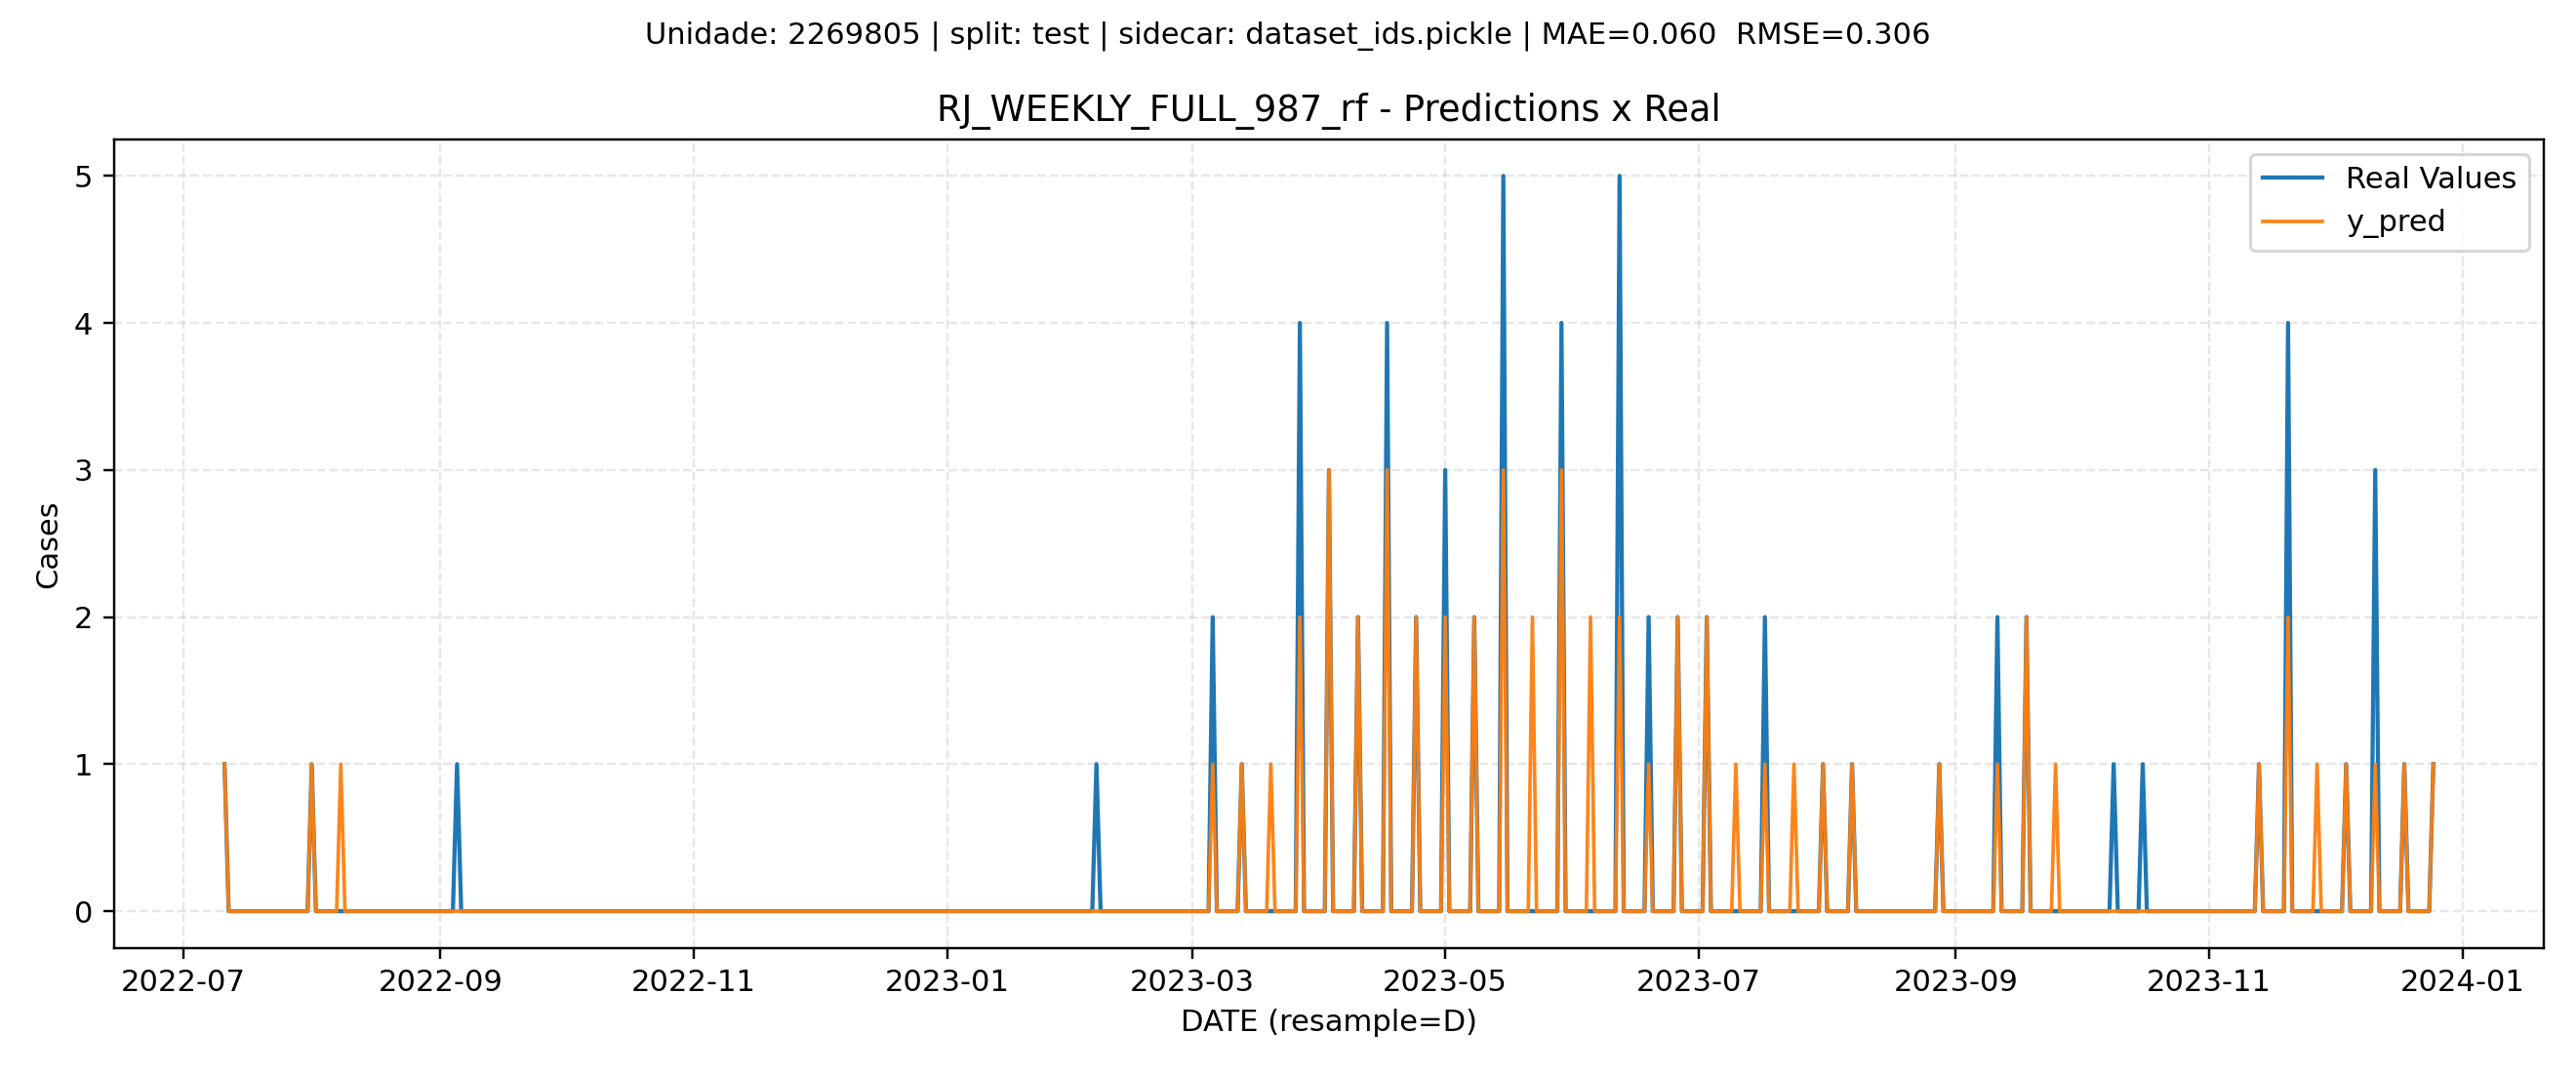 Unidade: 2269805 | split: test | sidecar: dataset_ids.pickle | MAE=0.060  RMSE=0.306
RJ_WEEKLY_FULL_987_rf - Predictions x Real
Real Values
y_pred
Cases
5
4
3
2
1
0
2022-07
2022-09
2022-11
2023-01
2023-03
2023-05
2023-07
2023-09
2023-11
2024-01
DATE (resample=D)